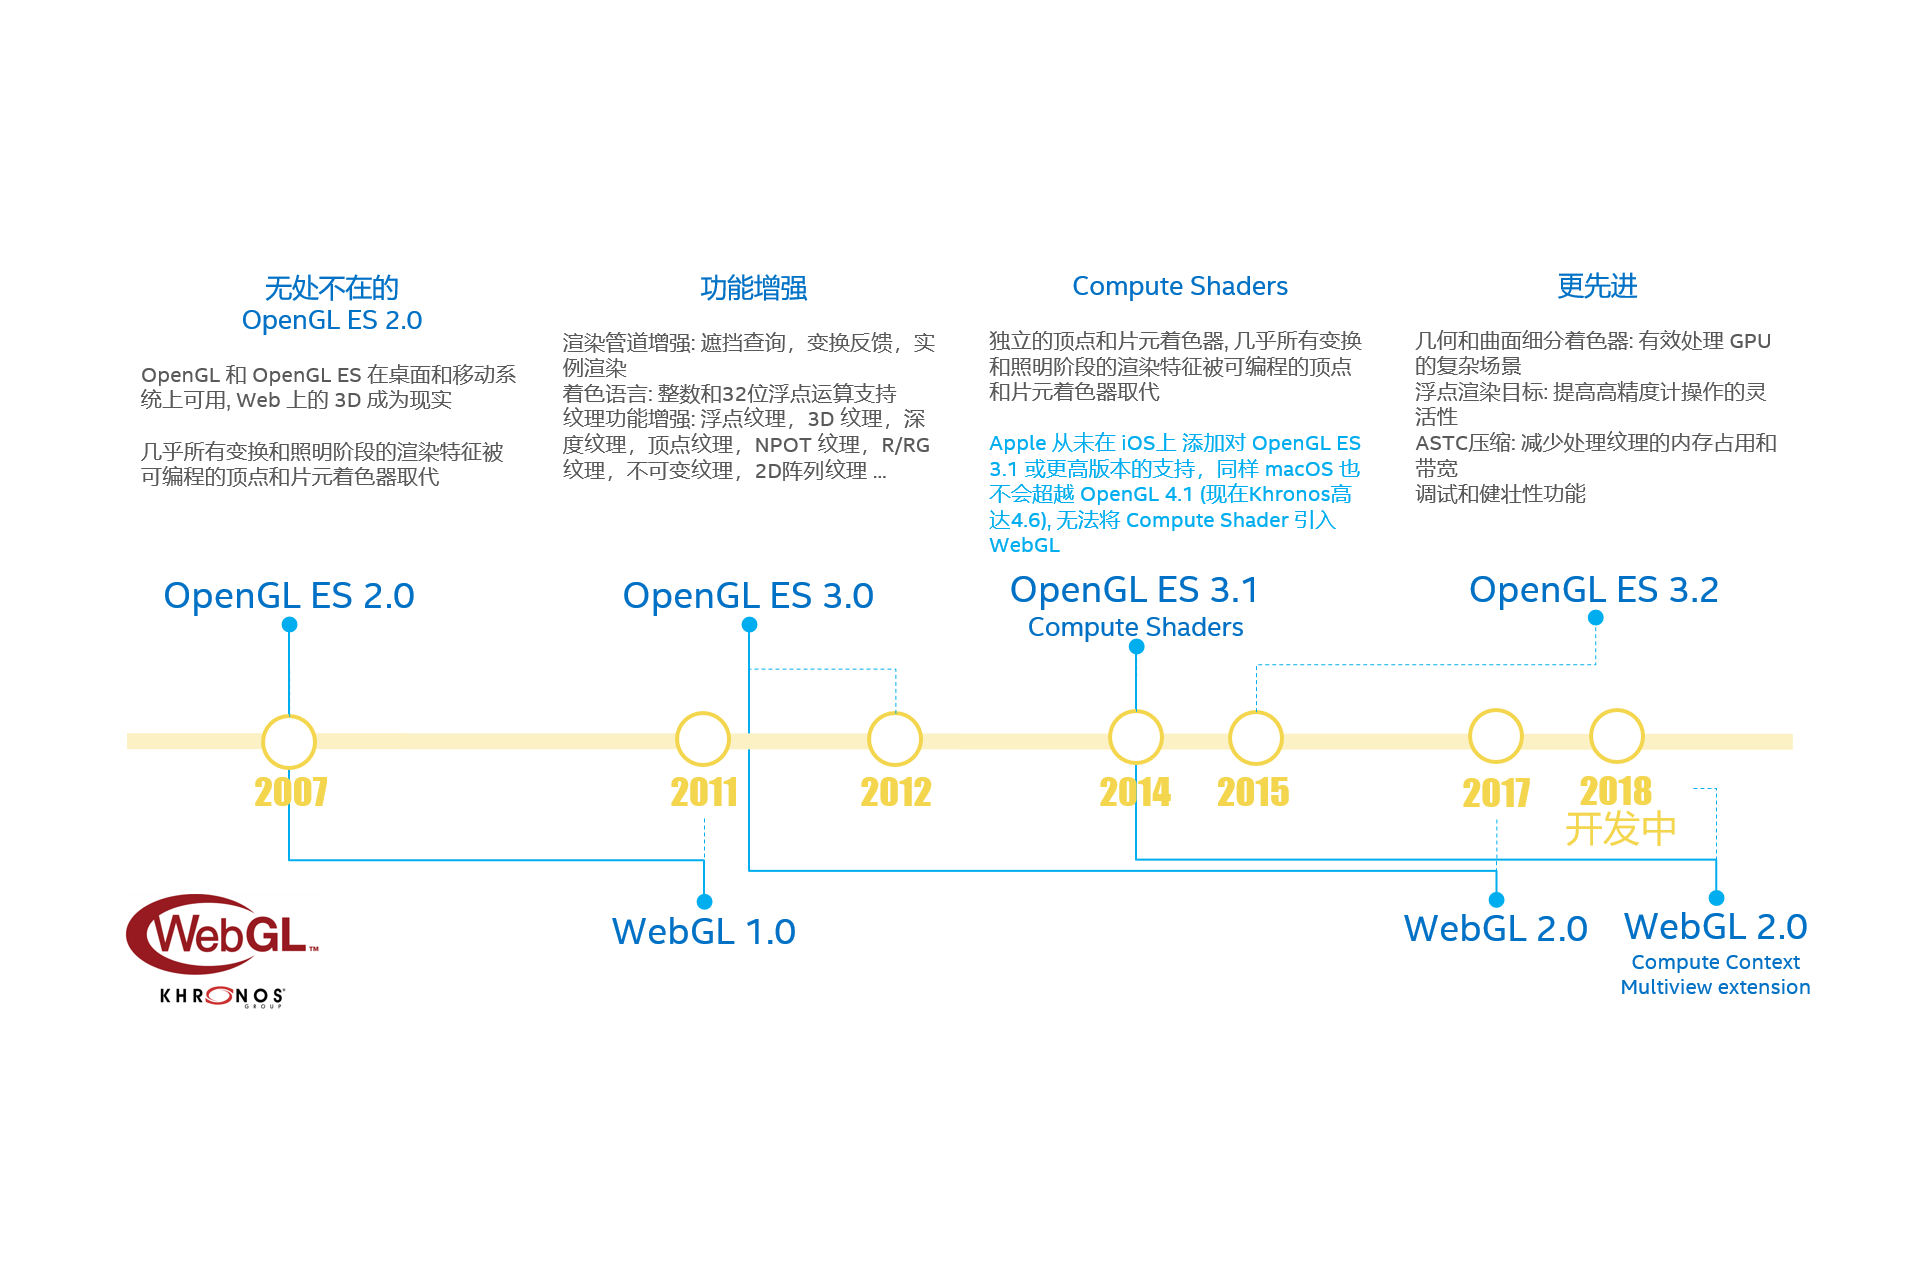 无处不在的
OpenGL ES 2.0
OpenGL 和 OpenGL ES 在桌面和移动系
统上可用, Web 上的 3D 成为现实
几乎所有变换和照明阶段的渲染特征被
可编程的顶点和片元着色器取代
功能增强
渲染管道增强: 遮挡查询，变换反馈，实
例渲染
着色语言: 整数和32位浮点运算支持
纹理功能增强: 浮点纹理，3D 纹理，深
度纹理，顶点纹理，NPOT 纹理，R/RG
纹理，不可变纹理，2D阵列纹理 ...
Compute Shaders
独立的顶点和片元着色器, 几乎所有变换
和照明阶段的渲染特征被可编程的顶点
和片元着色器取代
Apple 从未在 iOS上 添加对 OpenGL ES
3.1 或更高版本的支持，同样 macOS 也
不会超越 OpenGL 4.1 (现在Khronos高
达4.6), 无法将 Compute Shader 引入
WebGL
更先进
几何和曲面细分着色器: 有效处理 GPU
的复杂场景
浮点渲染目标: 提高高精度计操作的灵
活性
ASTC压缩: 减少处理纹理的内存占用和
带宽
调试和健壮性功能
OpenGL ES 2.0
OpenGL ES 3.0
OpenGL ES 3.1
Compute Shaders
OpenGL ES 3.2
2007
2011
2012
2014
2015
2017
2018
开发中
WebGL 1.0
WebGL 2.0
WebGL 2.0
Compute Context
Multiview extension
WebGL™
KHRONOS®
GROUP